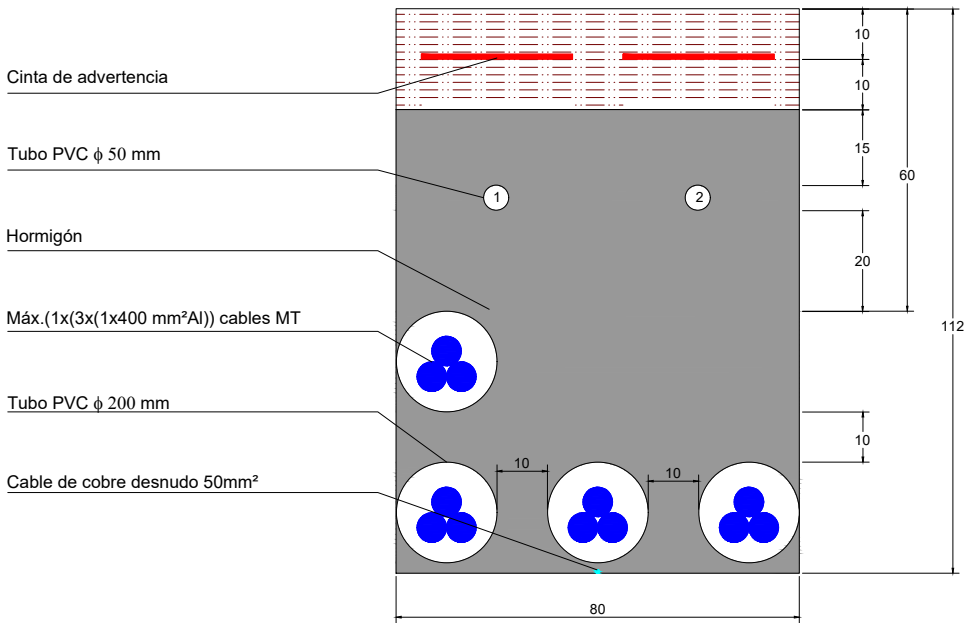 Cinta de advertencia
Tubo PVC ϕ 50 mm
Hormigón
Máx.(1x(3x(1x400 mm²Al)) cables MT
Tubo PVC ϕ 200 mm
Cable de cobre desnudo 50mm²
1
2
10
10
10
10
15
20
10
60
112
80